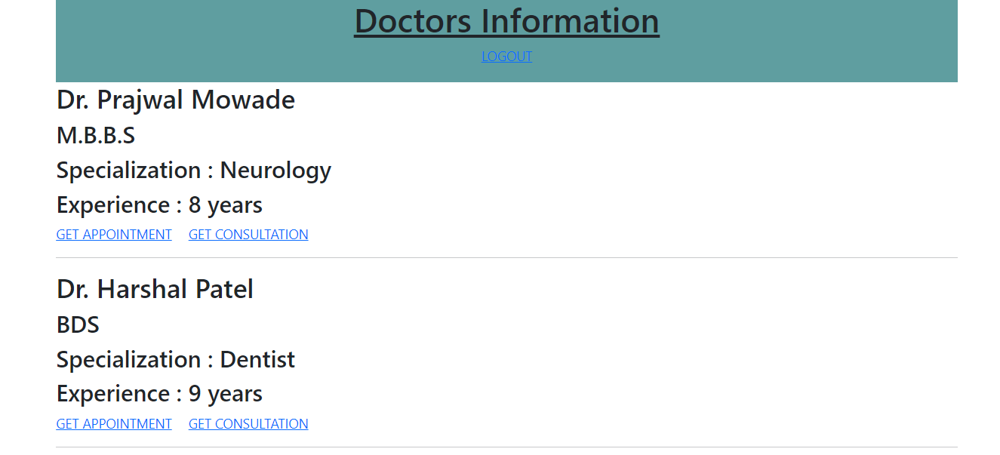 Doctors Information
LOGOUT
Dr. Prajwal Mowade
M.B.B.S
Specialization : Neurology
Experience : 8 years
GET APPOINTMENT GET CONSULTATION
Dr. Harshal Patel
BDS
Specialization : Dentist
Experience : 9 years
GET APPOINTMENT GET CONSULTATION